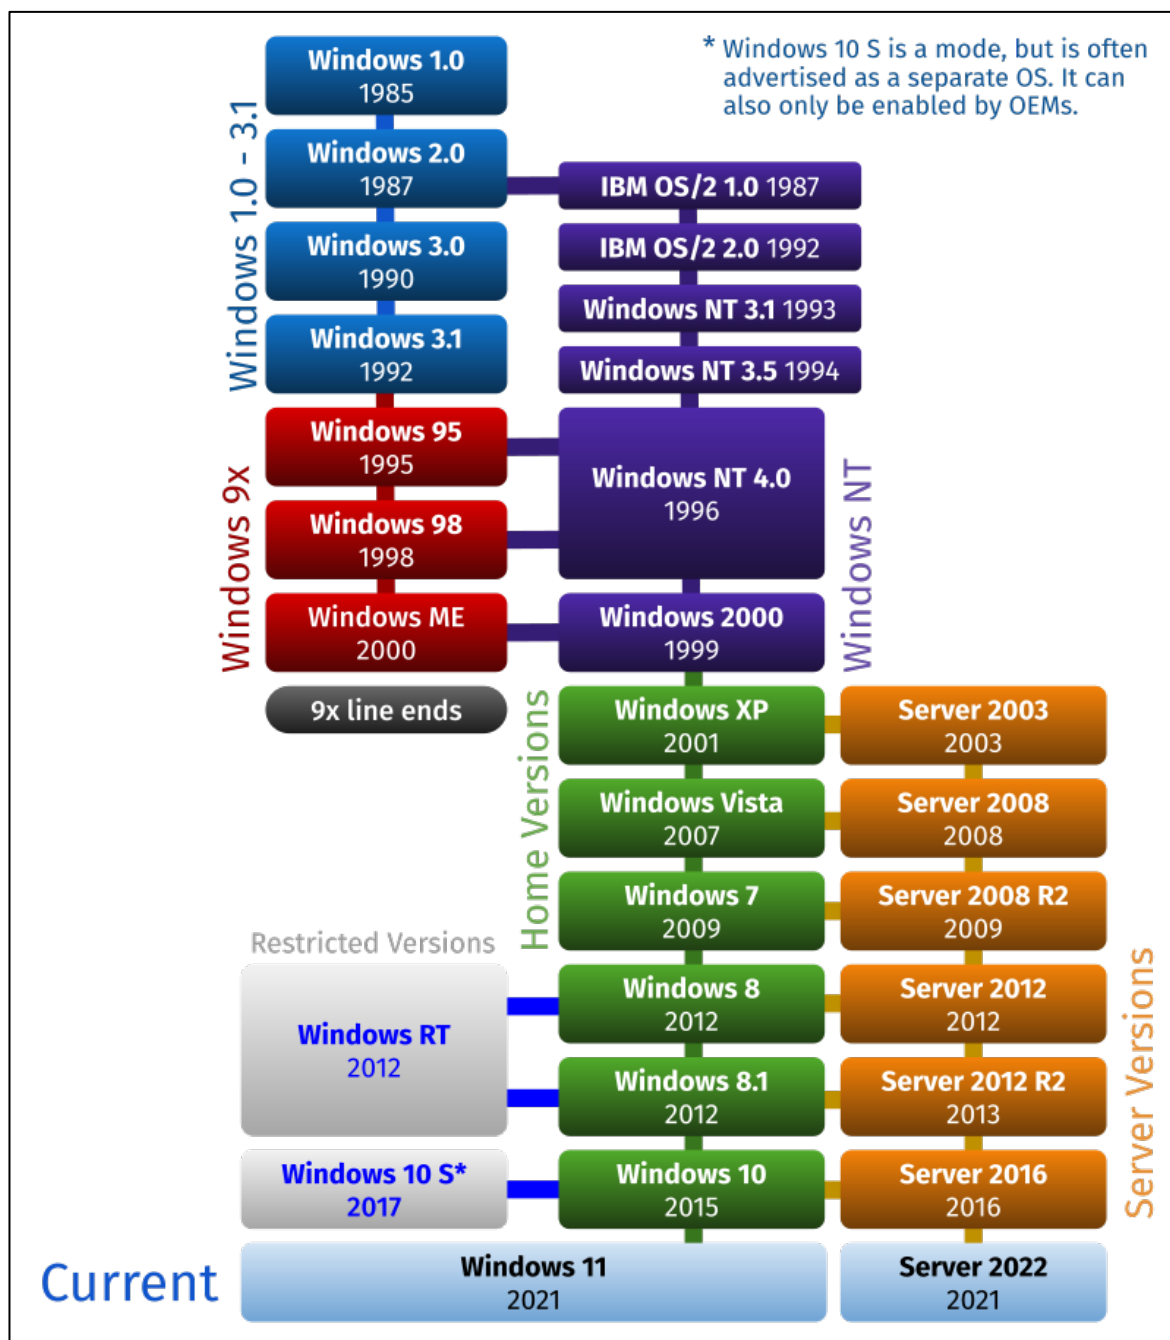 Windows 1.0
1985
* Windows 10 S is a mode, but is often
advertised as a separate OS. It can
also only be enabled by OEMs.
Windows 1.0 - 3.1
Windows 2.0
1987
IBM OS/2 1.0 1987
Windows 3.0
1990
IBM OS/2 2.0 1992
Windows NT 3.1 1993
Windows 3.1
1992
Windows NT 3.5 1994
Windows 9x
Windows 95
1995
Windows NT 4.0
1996
Windows NT
Windows 98
1998
Windows ME
2000
Windows 2000
1999
9x line ends
Home Versions
Windows XP
2001
Server 2003
2003
Windows Vista
2007
Server 2008
2008
Windows 7
2009
Server 2008 R2
2009
Restricted Versions
Windows RT
2012
Windows 8
2012
Server 2012
2012
Server Versions
Windows 8.1
2012
Server 2012 R2
2013
Windows 10 S*
2017
Windows 10
2015
Server 2016
2016
Current
Windows 11
2021
Server 2022
2021